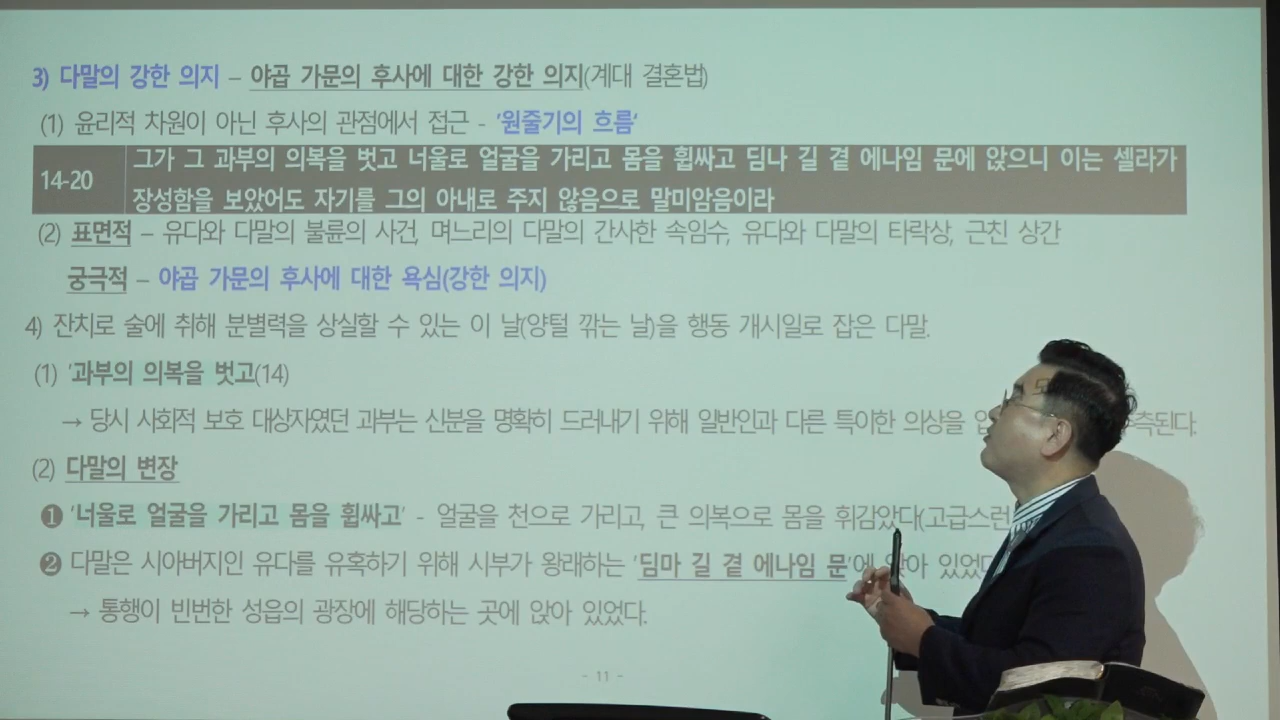 3) 다말의 강한 의지 – 야곱 가문의 후사에 대한 강한 의지(계대 결혼법)
(1) 윤리적 차원이 아닌 후사의 관점에서 접근 - '원줄기의 흐름'
14-20 그가 그 과부의 의복을 벗고 너울로 얼굴을 가리고 몸을 휩싸고 딤나 길 곁 에나임 문에 앉으니 이는 셀라가
장성함을 보았어도 자기를 그의 아내로 주지 않음으로 말미암음이라
(2) 표면적 – 유다와 다말의 불륜의 사건, 며느리의 다말의 간사한 속임수, 유다와 다말의 타락상, 근친 상간
궁극적 – 야곱 가문의 후사에 대한 욕심(강한 의지)
4) 잔치로 술에 취해 분별력을 상실할 수 있는 이 날(양털 깎는 날)을 행동 개시일로 잡은 다말.
(1) '과부의 의복을 벗고(14)
→ 당시 사회적 보호 대상자였던 과부는 신분을 명확히 드러내기 위해 일반인과 다른 특이한 의상을
(2) 다말의 변장
❶ '너울로 얼굴을 가리고 몸을 휩싸고' - 얼굴을 천으로 가리고, 큰 의복으로 몸을 휘감았다(고급스런
❷ 다말은 시아버지인 유다를 유혹하기 위해 시부가 왕래하는 '딤마 길 곁 에나임 문'에 앉아 있었다
→ 통행이 빈번한 성읍의 광장에 해당하는 곳에 앉아 있었다.
- 11 -